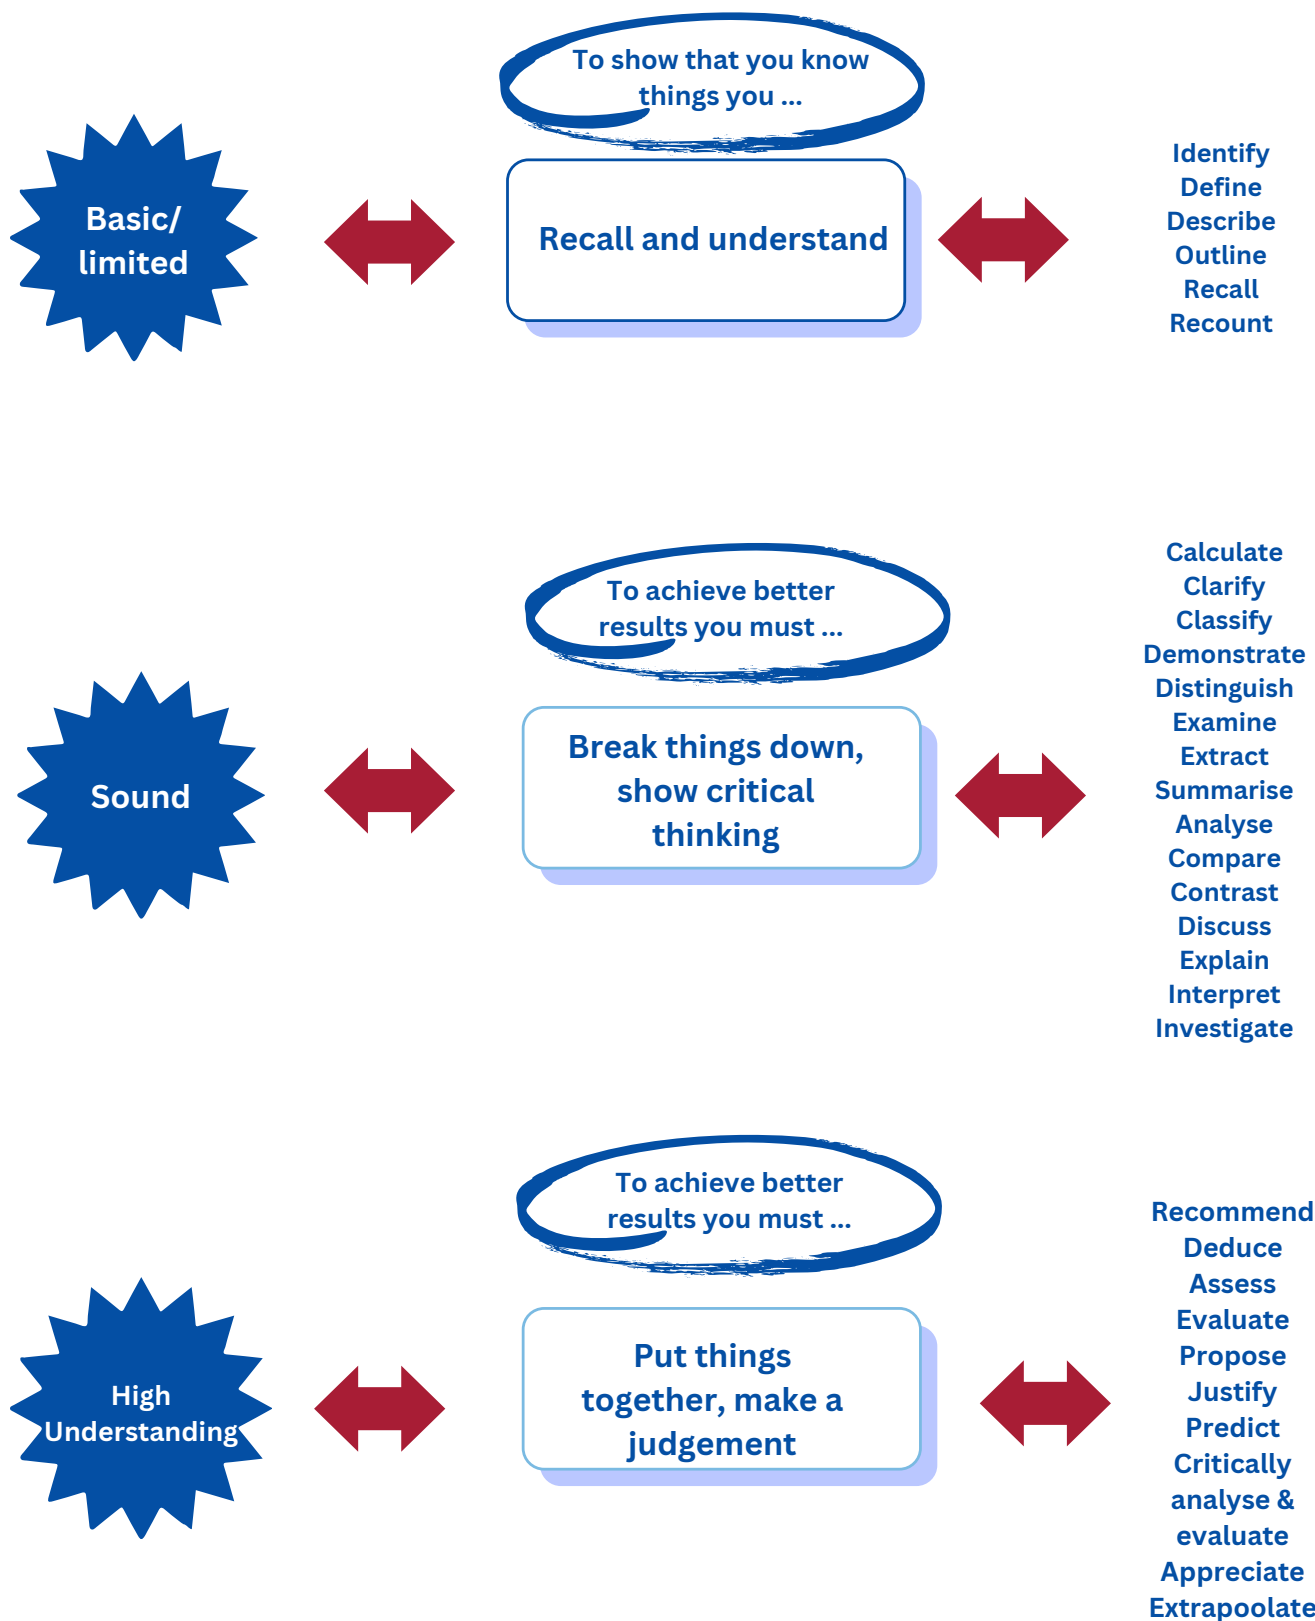 To show that you know
things you ...
Basic/
limited
Recall and understand
Identify
Define
Describe
Outline
Recall
Recount
To achieve better
results you must ...
Sound
Break things down,
show critical
thinking
Calculate
Clarify
Classify
Demonstrate
Distinguish
Examine
Extract
Summarise
Analyse
Compare
Contrast
Discuss
Explain
Interpret
Investigate
To achieve better
results you must ...
High
Understanding
Put things
together, make a
judgement
Recommend
Deduce
Assess
Evaluate
Propose
Justify
Predict
Critically
analyse &
evaluate
Appreciate
Extrapoolate